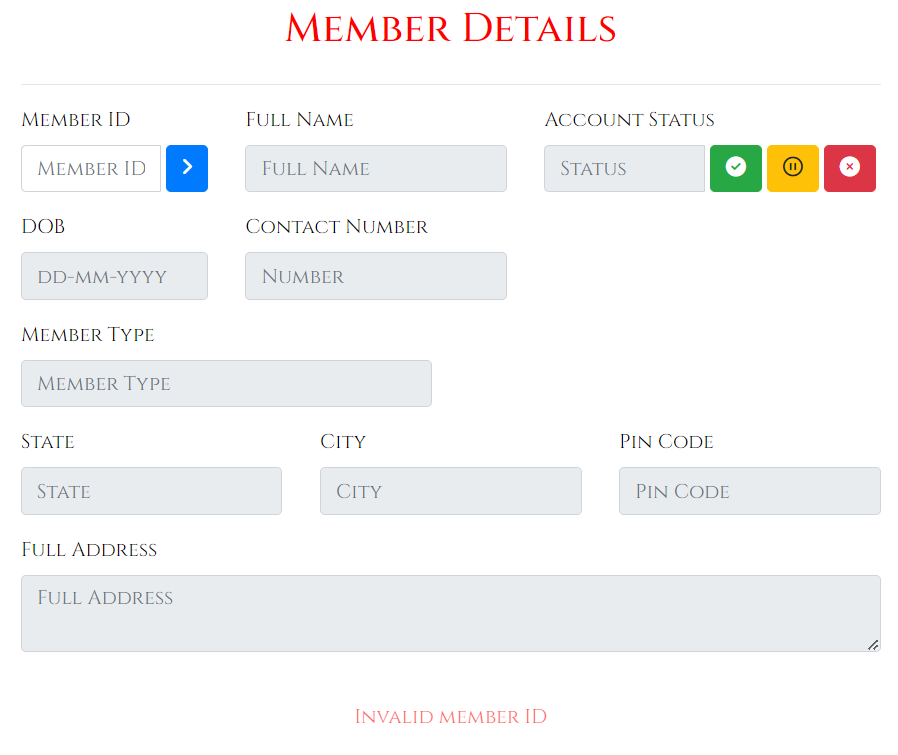 Member Details
Member ID Full Name Account Status
Member ID Full Name Status
DOB Contact Number
dd-mm-yyyy Number
Member Type
Member Type
State City Pin Code
State City Pin Code
Full Address
Full Address
Invalid member ID